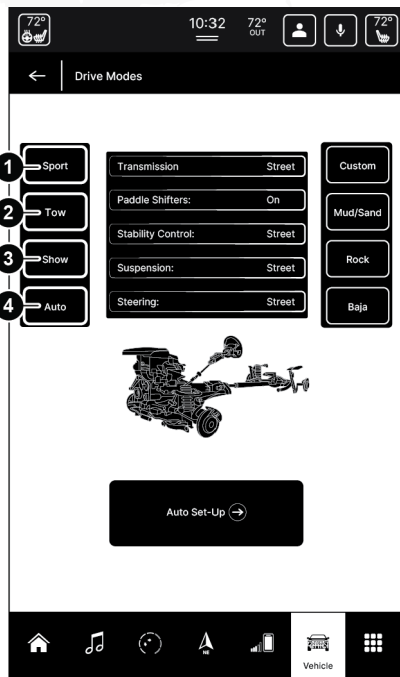 72° 10:32 72° OUT 72°
Drive Modes
1 Sport Transmission Street Custom
2 Tow Paddle Shifters: On Mud/Sand
3 Show Stability Control: Street Rock
Suspension: Street
4 Auto Steering: Street Baja
Auto Set-Up
NE
Vehicle